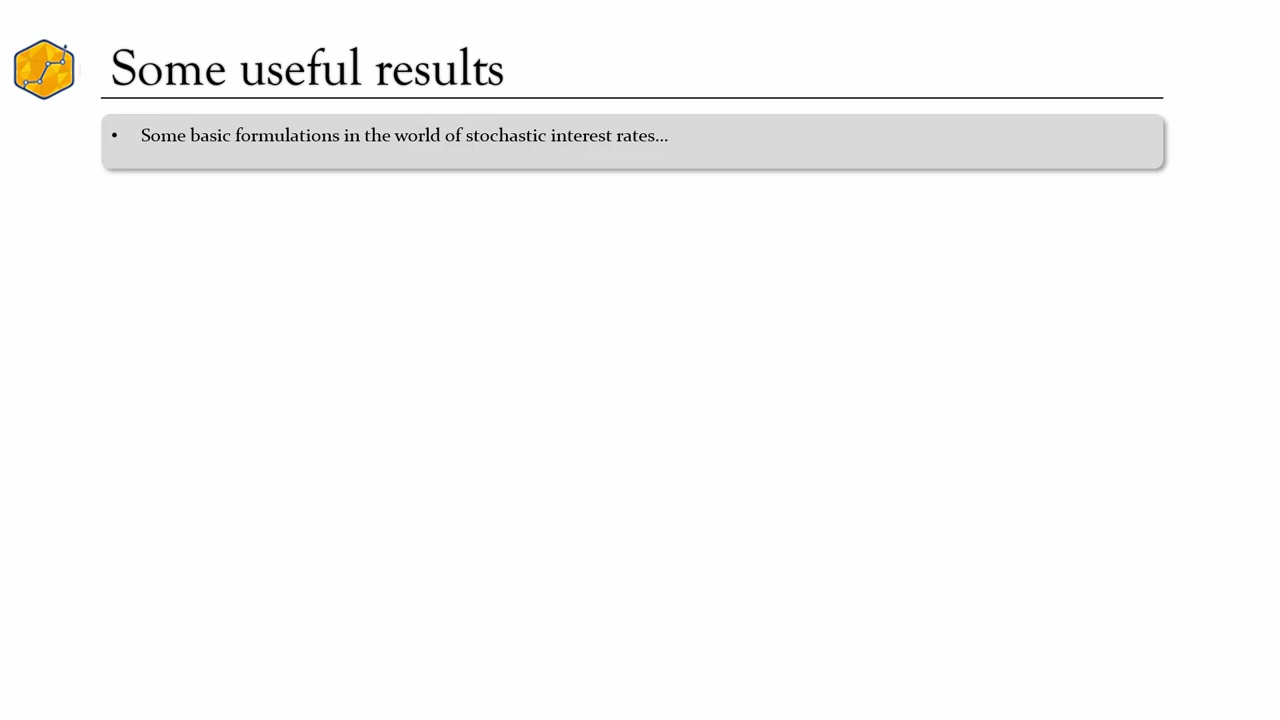 Some useful results
• Some basic formulations in the world of stochastic interest rates...